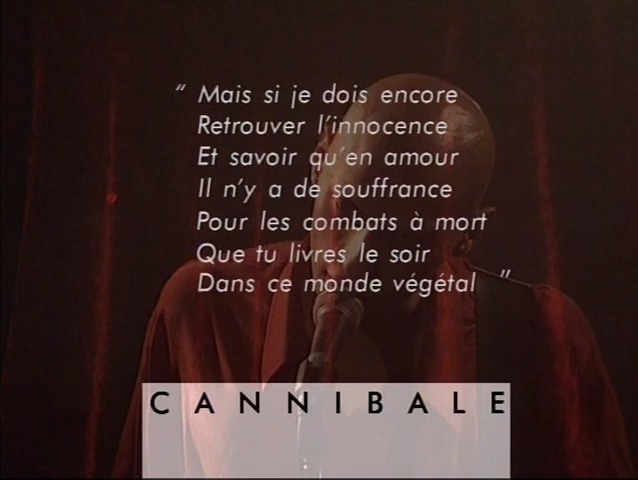 “ Mais si je dois encore
Retrouver l'innocence
Et savoir qu'en amour
Il n'y a de souffrance
Pour les combats à mort
Que tu livres le soir
Dans ce monde végétal ”
CANNIBALE